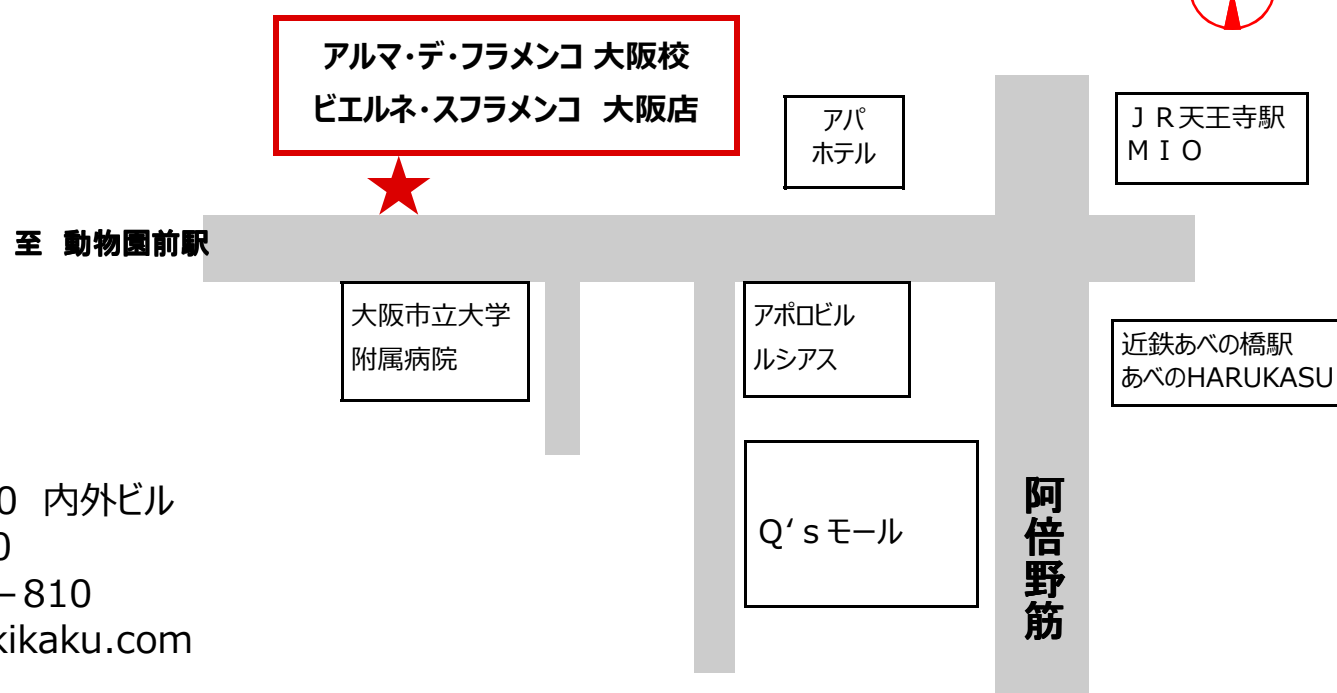 アルマ・デ・フラメンコ 大阪校
ビエルネ・スフラメンコ 大阪店
アパ
ホテル
ＪＲ天王寺駅
ＭＩＯ
至 動物園前駅
大阪市立大学
附属病院
アポロビル
ルシアス
近鉄あべの橋駅
あべのHARUKASU
Q‘ｓモール
阿倍野筋
0 内外ビル
0
－810
kikaku.com